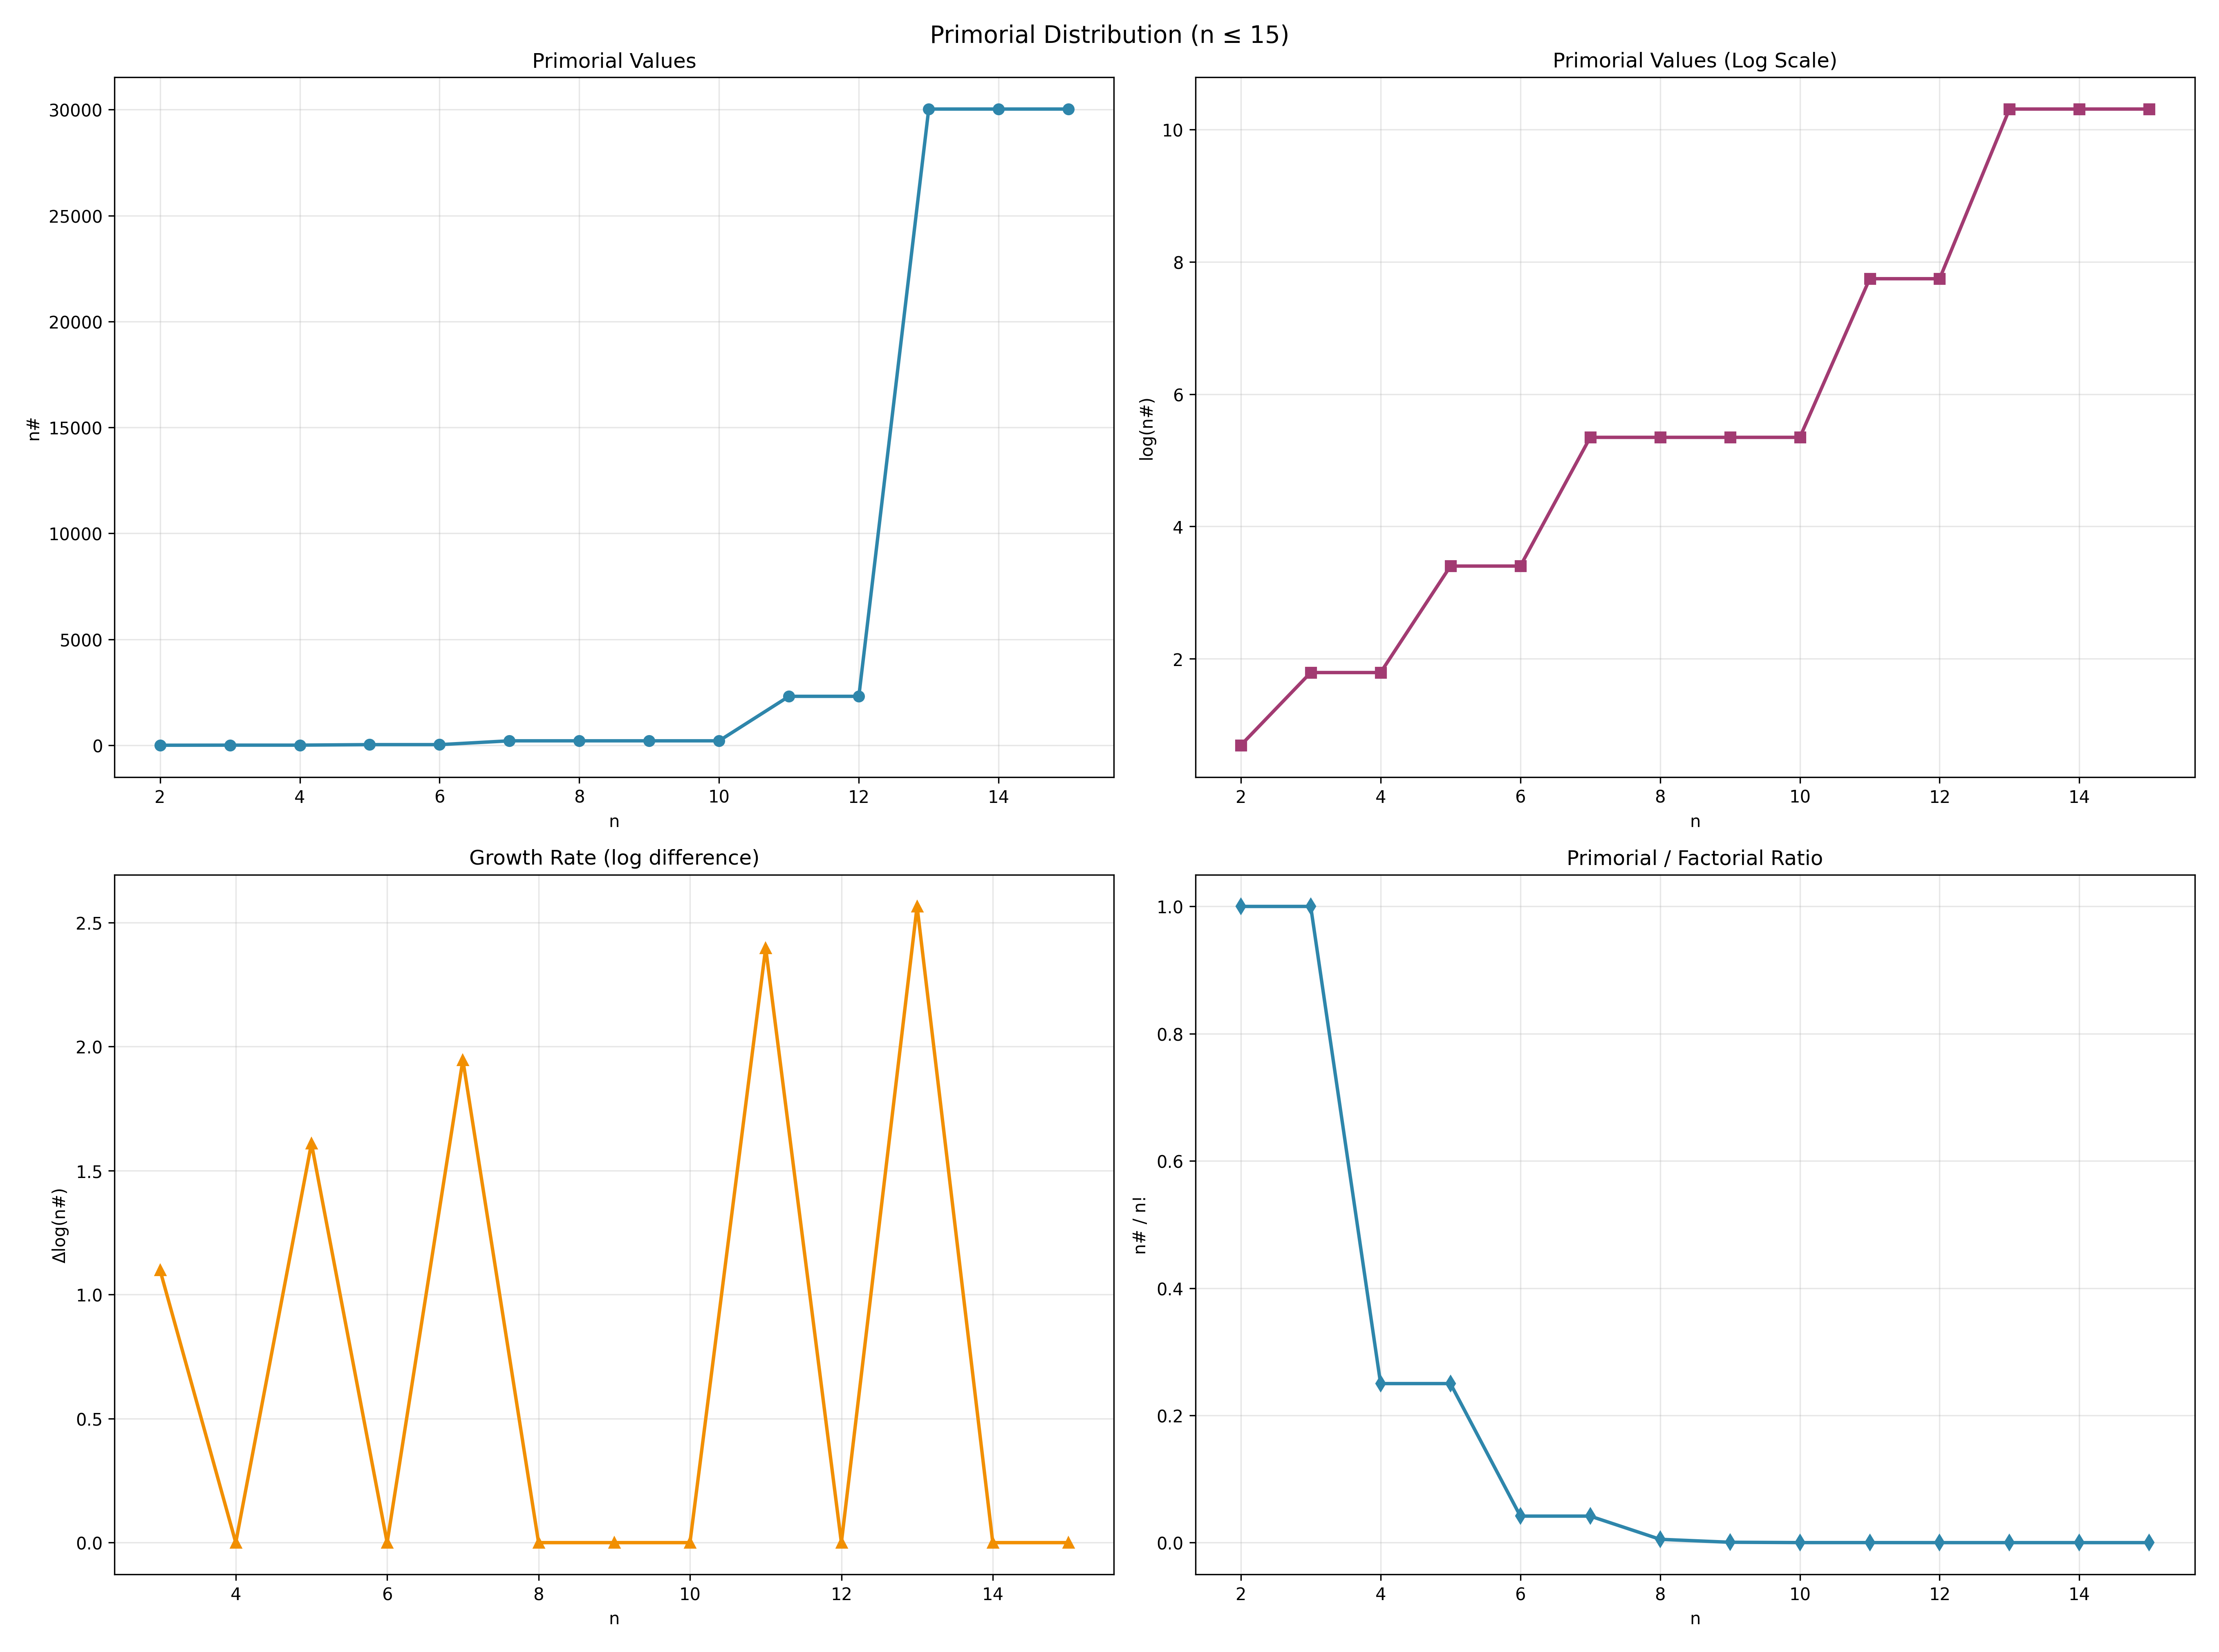 Primorial Distribution (n ≤ 15)
Primorial Values
30000
25000
20000
15000
10000
5000
0
n#
2 4 6 8 10 12 14
n
Primorial Values (Log Scale)
10
8
6
4
2
log(n#)
2 4 6 8 10 12 14
n
Growth Rate (log difference)
2.5
2.0
1.5
1.0
0.5
0.0
Δlog(n#)
4 6 8 10 12 14
n
Primorial / Factorial Ratio
1.0
0.8
0.6
0.4
0.2
0.0
n# / n!
2 4 6 8 10 12 14
n